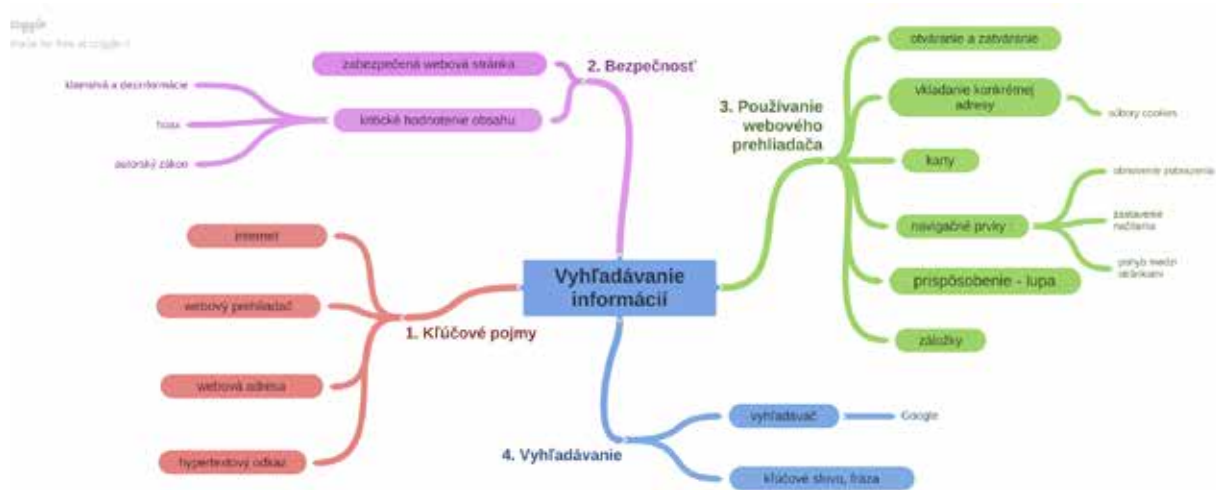 zabezpečená webová stránka
2. Bezpečnosť
klamstvá a dezinformácie
kritické hodnotenie obsahu
hoax
autorský zákon
otváranie a zatváranie
3. Používanie
webového
prehliadača
vkladanie konkrétnej
adresy
súbory cookies
karty
obnovenie zobrazenia
navigačné prvky
zastavenie
načítania
pohyb medzi
stránkami
prispôsobenie - lupa
záložky
Vyhľadávanie
informácií
internet
webový prehliadač
1. Kľúčové pojmy
webová adresa
hypertextový odkaz
vyhľadávač
Google
4. Vyhľadávanie
kľúčové slovo, fráza